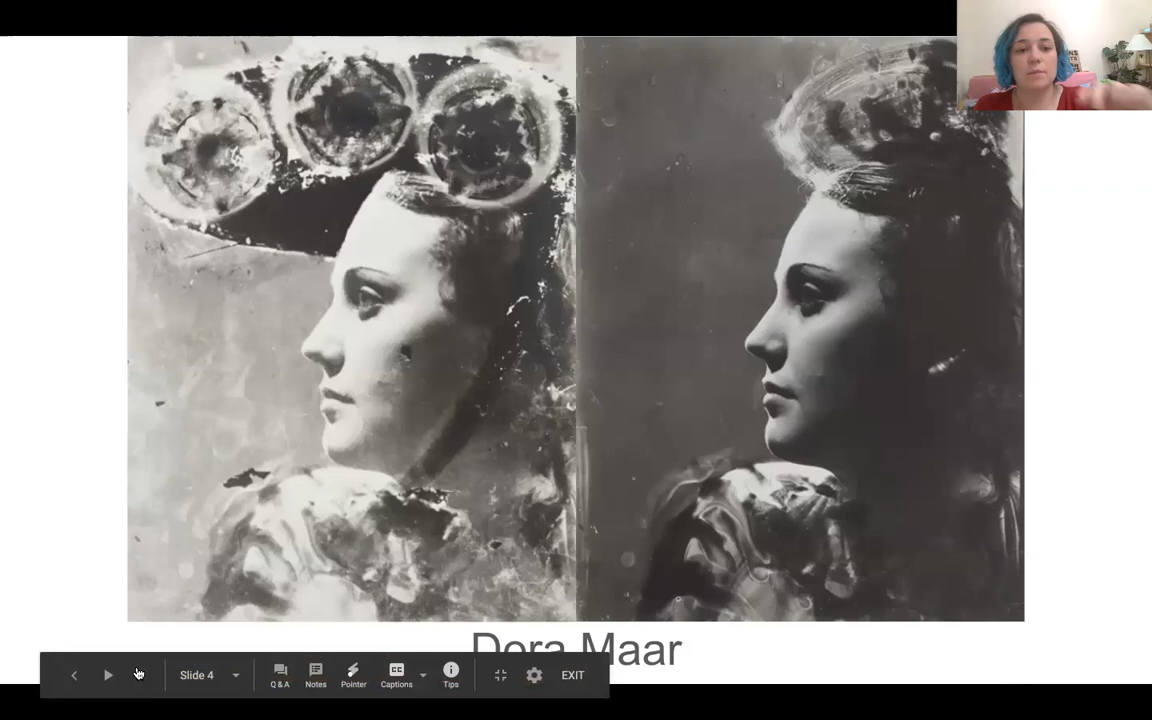 Dora Maar
Slide 4
Q & A
Notes
Pointer
Captions
Tips
EXIT